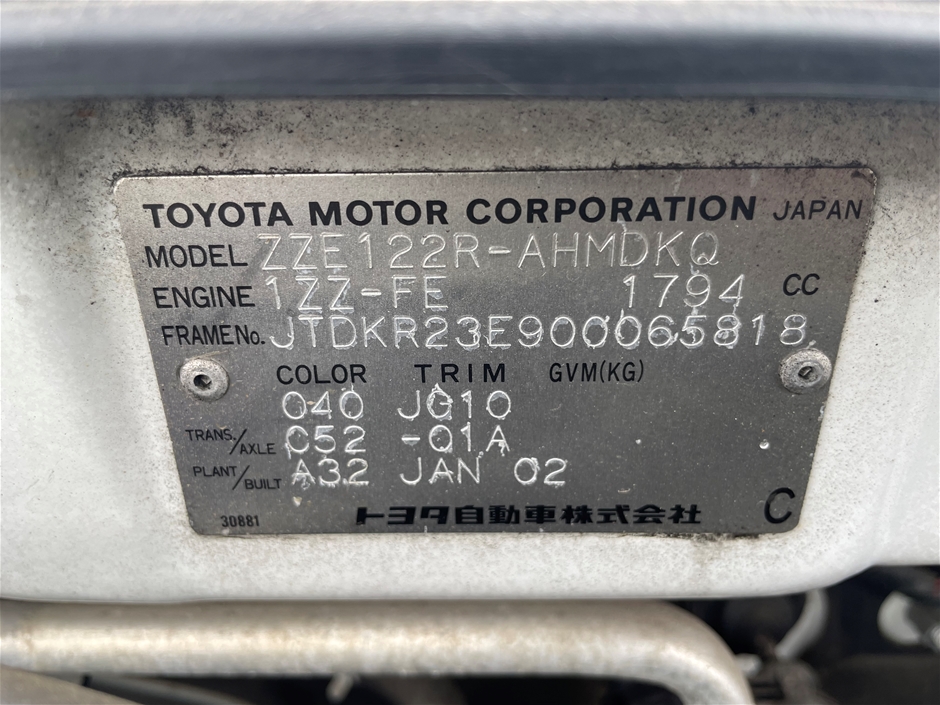 TOYOTA MOTOR CORPORATION JAPAN
MODEL ZZE122R-AHMDKQ
ENGINE 1ZZ-FE 1794 CC
FRAME No. JTDKR23E900065818
COLOR TRIM GVM(KG)
040 JG10
TRANS./AXLE C52 -01A
PLANT/BUILT A32 JAN 02
30881 トヨタ自動車株式会社 C